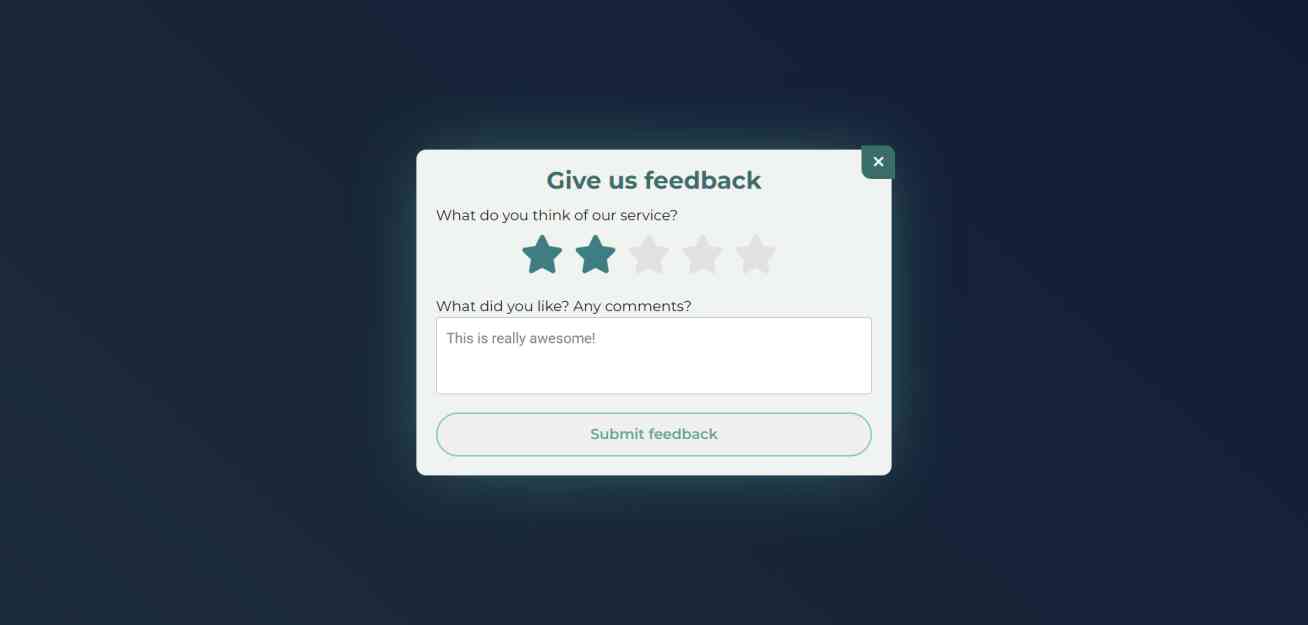 Give us feedback
What do you think of our service?
What did you like? Any comments?
This is really awesome!
Submit feedback